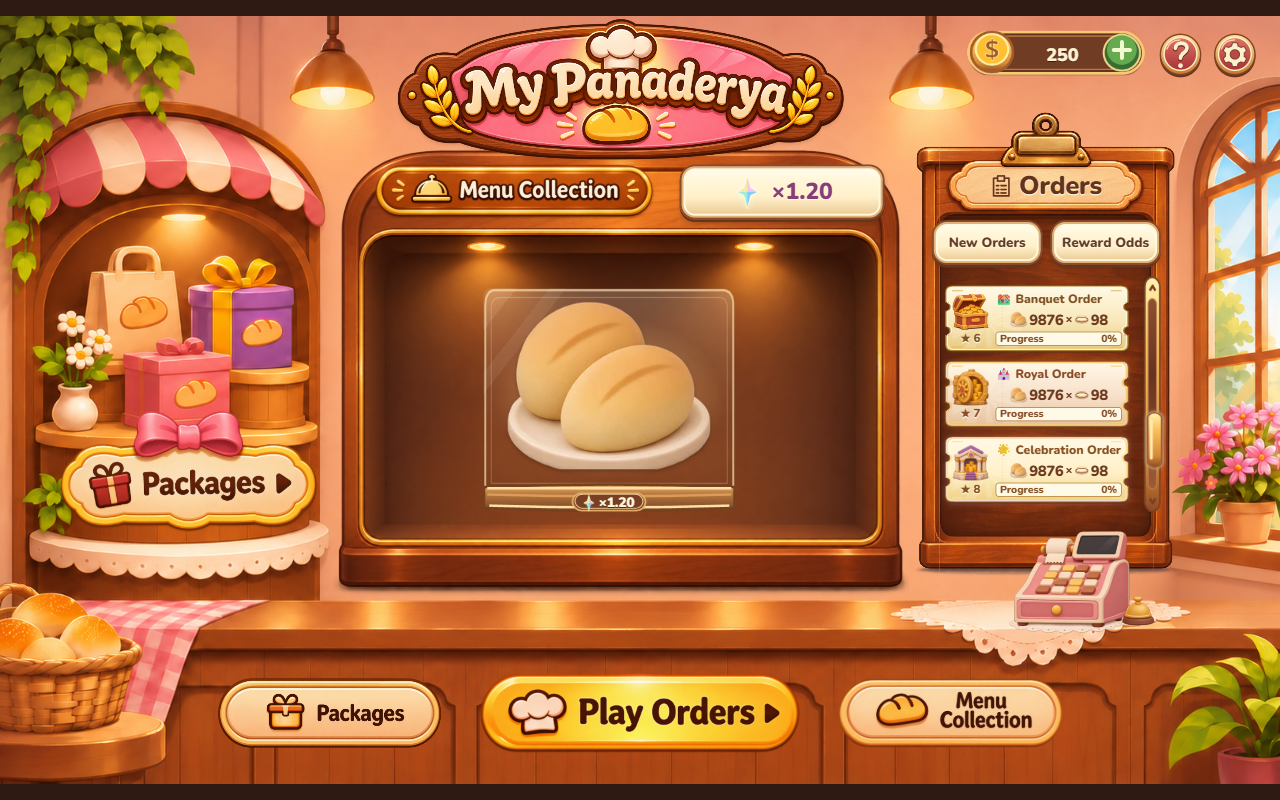 My Panaderya
$ 250 +
?
Menu Collection
×1.20
Orders
New Orders
Reward Odds
Banquet Order
9876 × 98
★ 6
Progress 0%
Royal Order
9876 × 98
★ 7
Progress 0%
Celebration Order
9876 × 98
★ 8
Progress 0%
×1.20
Packages
Packages
Play Orders
Menu
Collection